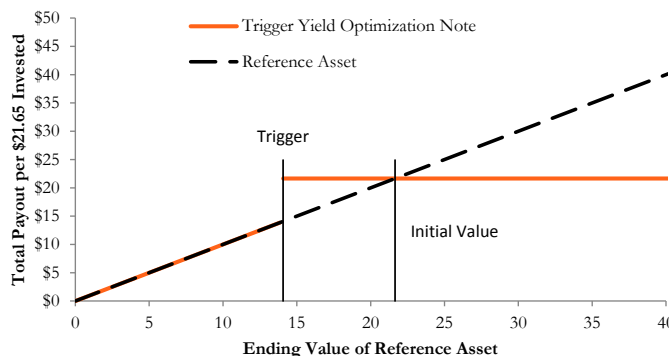 Total Payout per $21.65 Invested
$50
$45
$40
$35
$30
$25
$20
$15
$10
$5
$0
Trigger Yield Optimization Note
Reference Asset
Trigger
Initial Value
0 5 10 15 20 25 30 35 40
Ending Value of Reference Asset